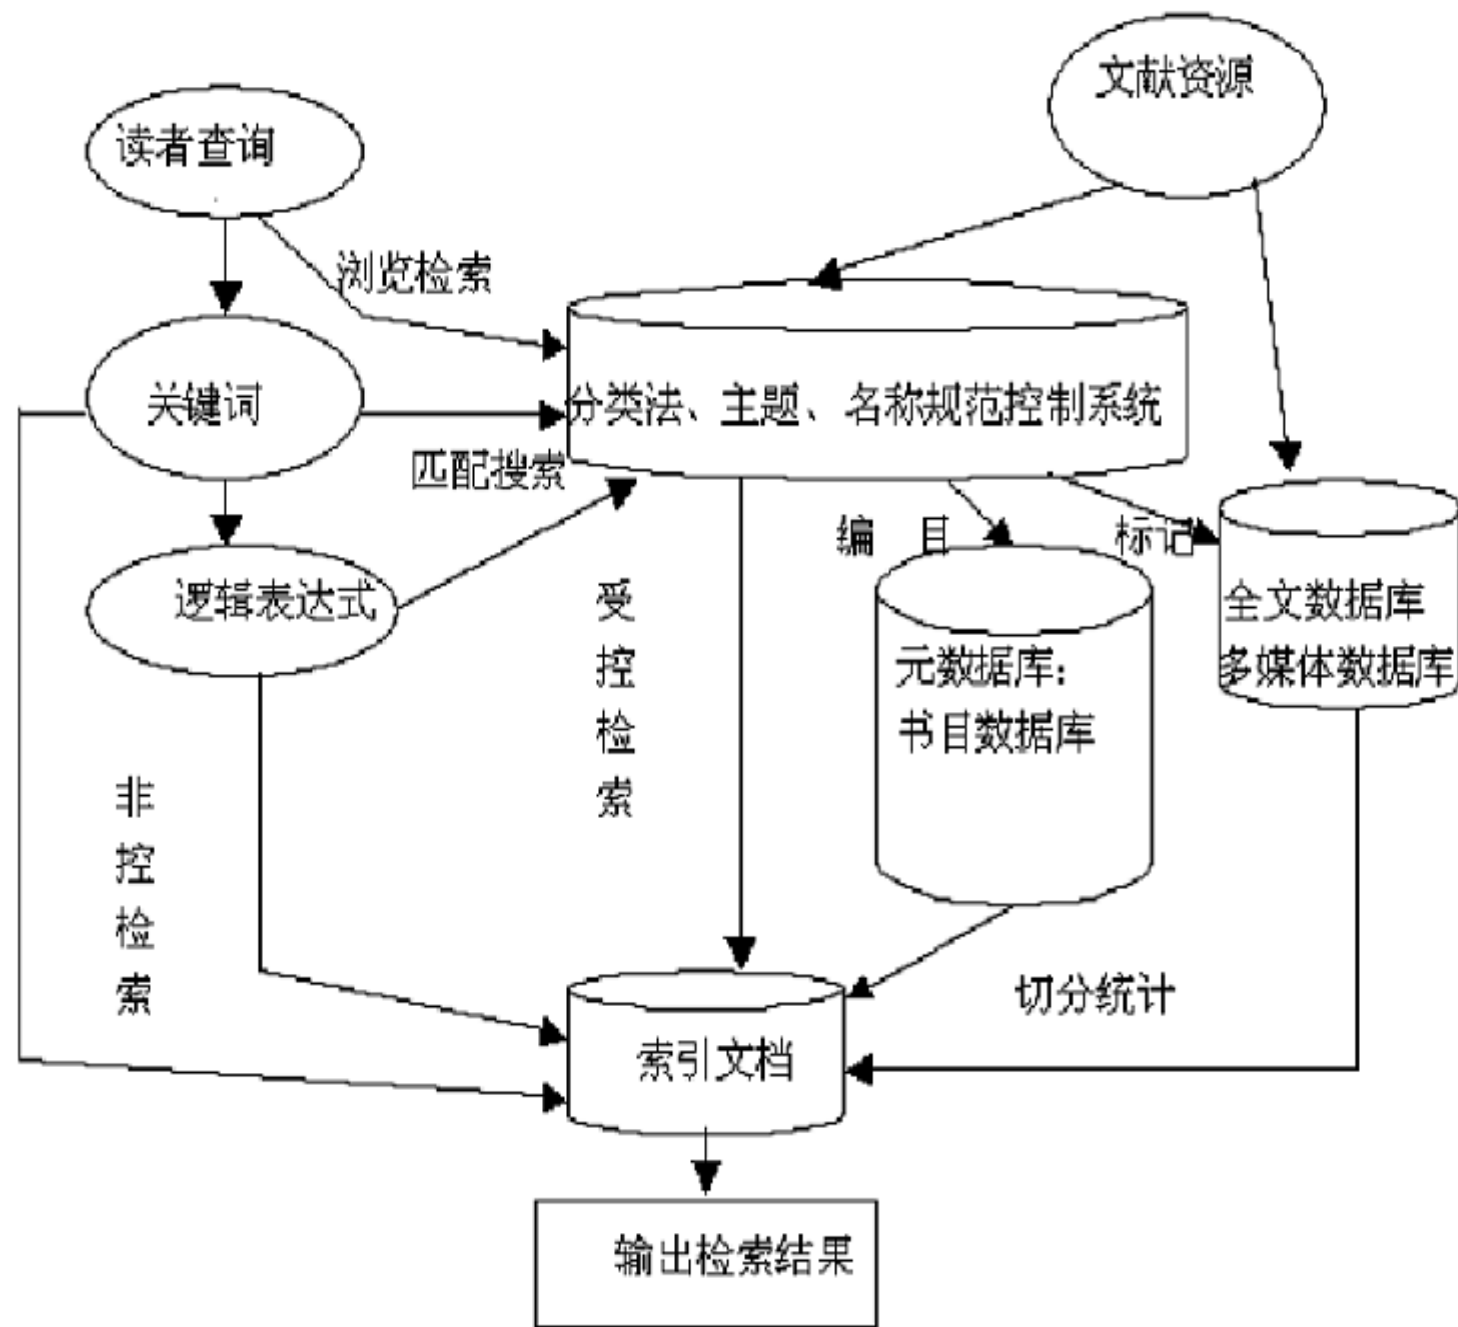 文献资源
读者查询
浏览检索
关键词
分类法、主题、名称规范控制系统
匹配搜索
编 目
标记
逻辑表达式
受控检索
全文数据库
多媒体数据库
元数据库:
书目数据库
非控检索
切分统计
索引文档
输出检索结果